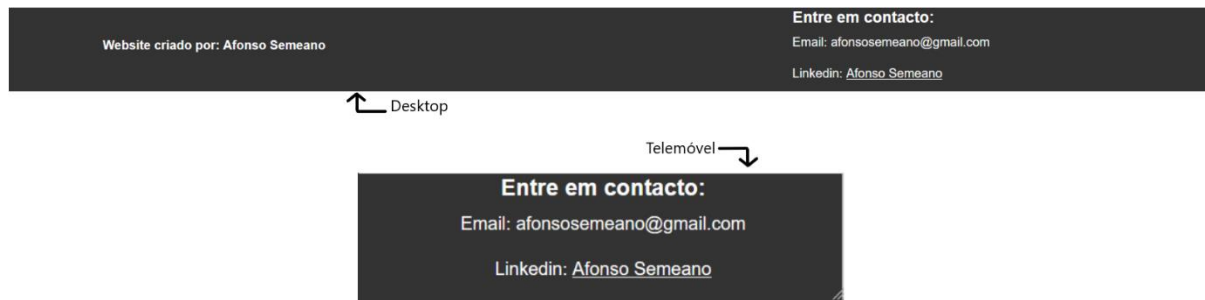 Website criado por: Afonso Semeano
Entre em contacto:
Email: afonsosemeano@gmail.com
Linkedin: Afonso Semeano
Desktop
Telemóvel
Entre em contacto:
Email: afonsosemeano@gmail.com
Linkedin: Afonso Semeano